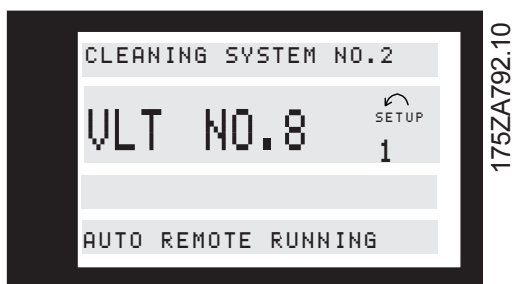 CLEANING SYSTEM NO.2
VLT NO.8
SETUP
1
AUTO REMOTE RUNNING
175ZA792.10